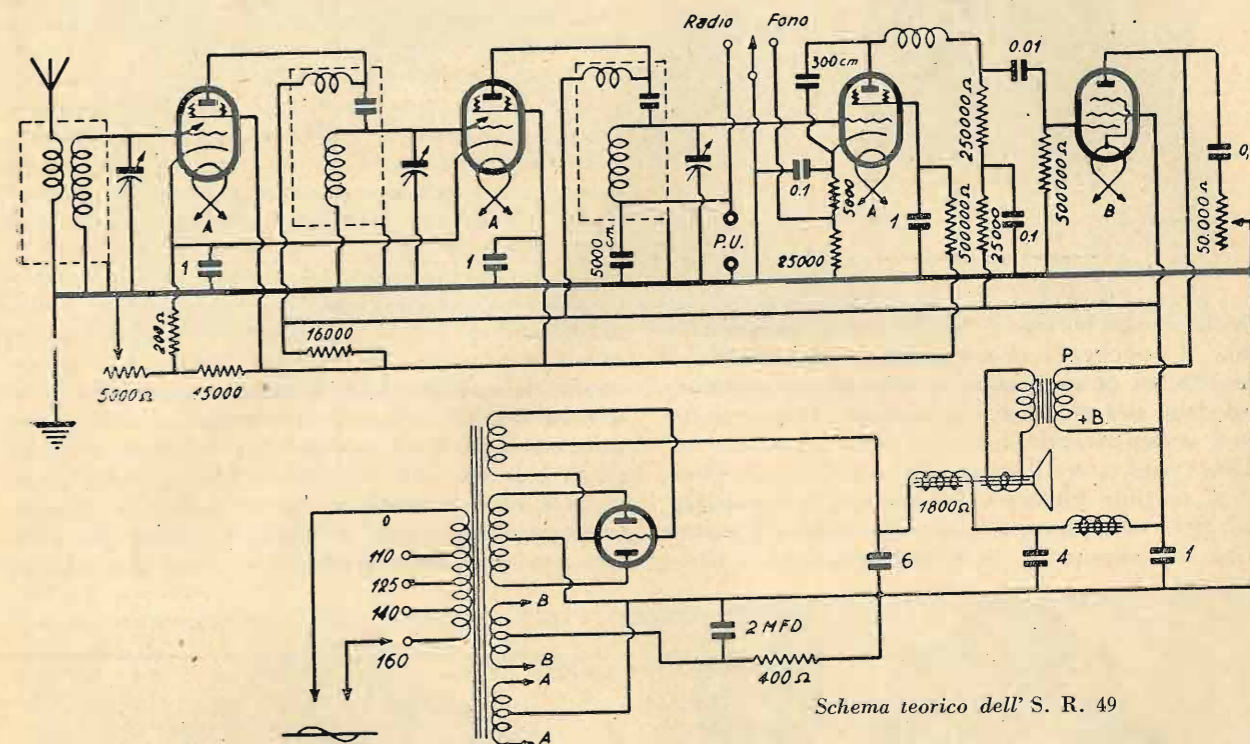 Radio Fono
300 cm
0.01
250000 Ω
A
A
0.1
5000
A
1
500000 Ω
25000
0.1
500000 Ω
B
0,
50.000 Ω
1
1
5000 cm.
P.U.
25000
200 Ω
16000
5000 Ω
45000
P.
+B
0
110
125
140
160
1800 Ω
6
4
1
B
B
A
A
2 MFD
400 Ω
Schema teorico dell' S. R. 49